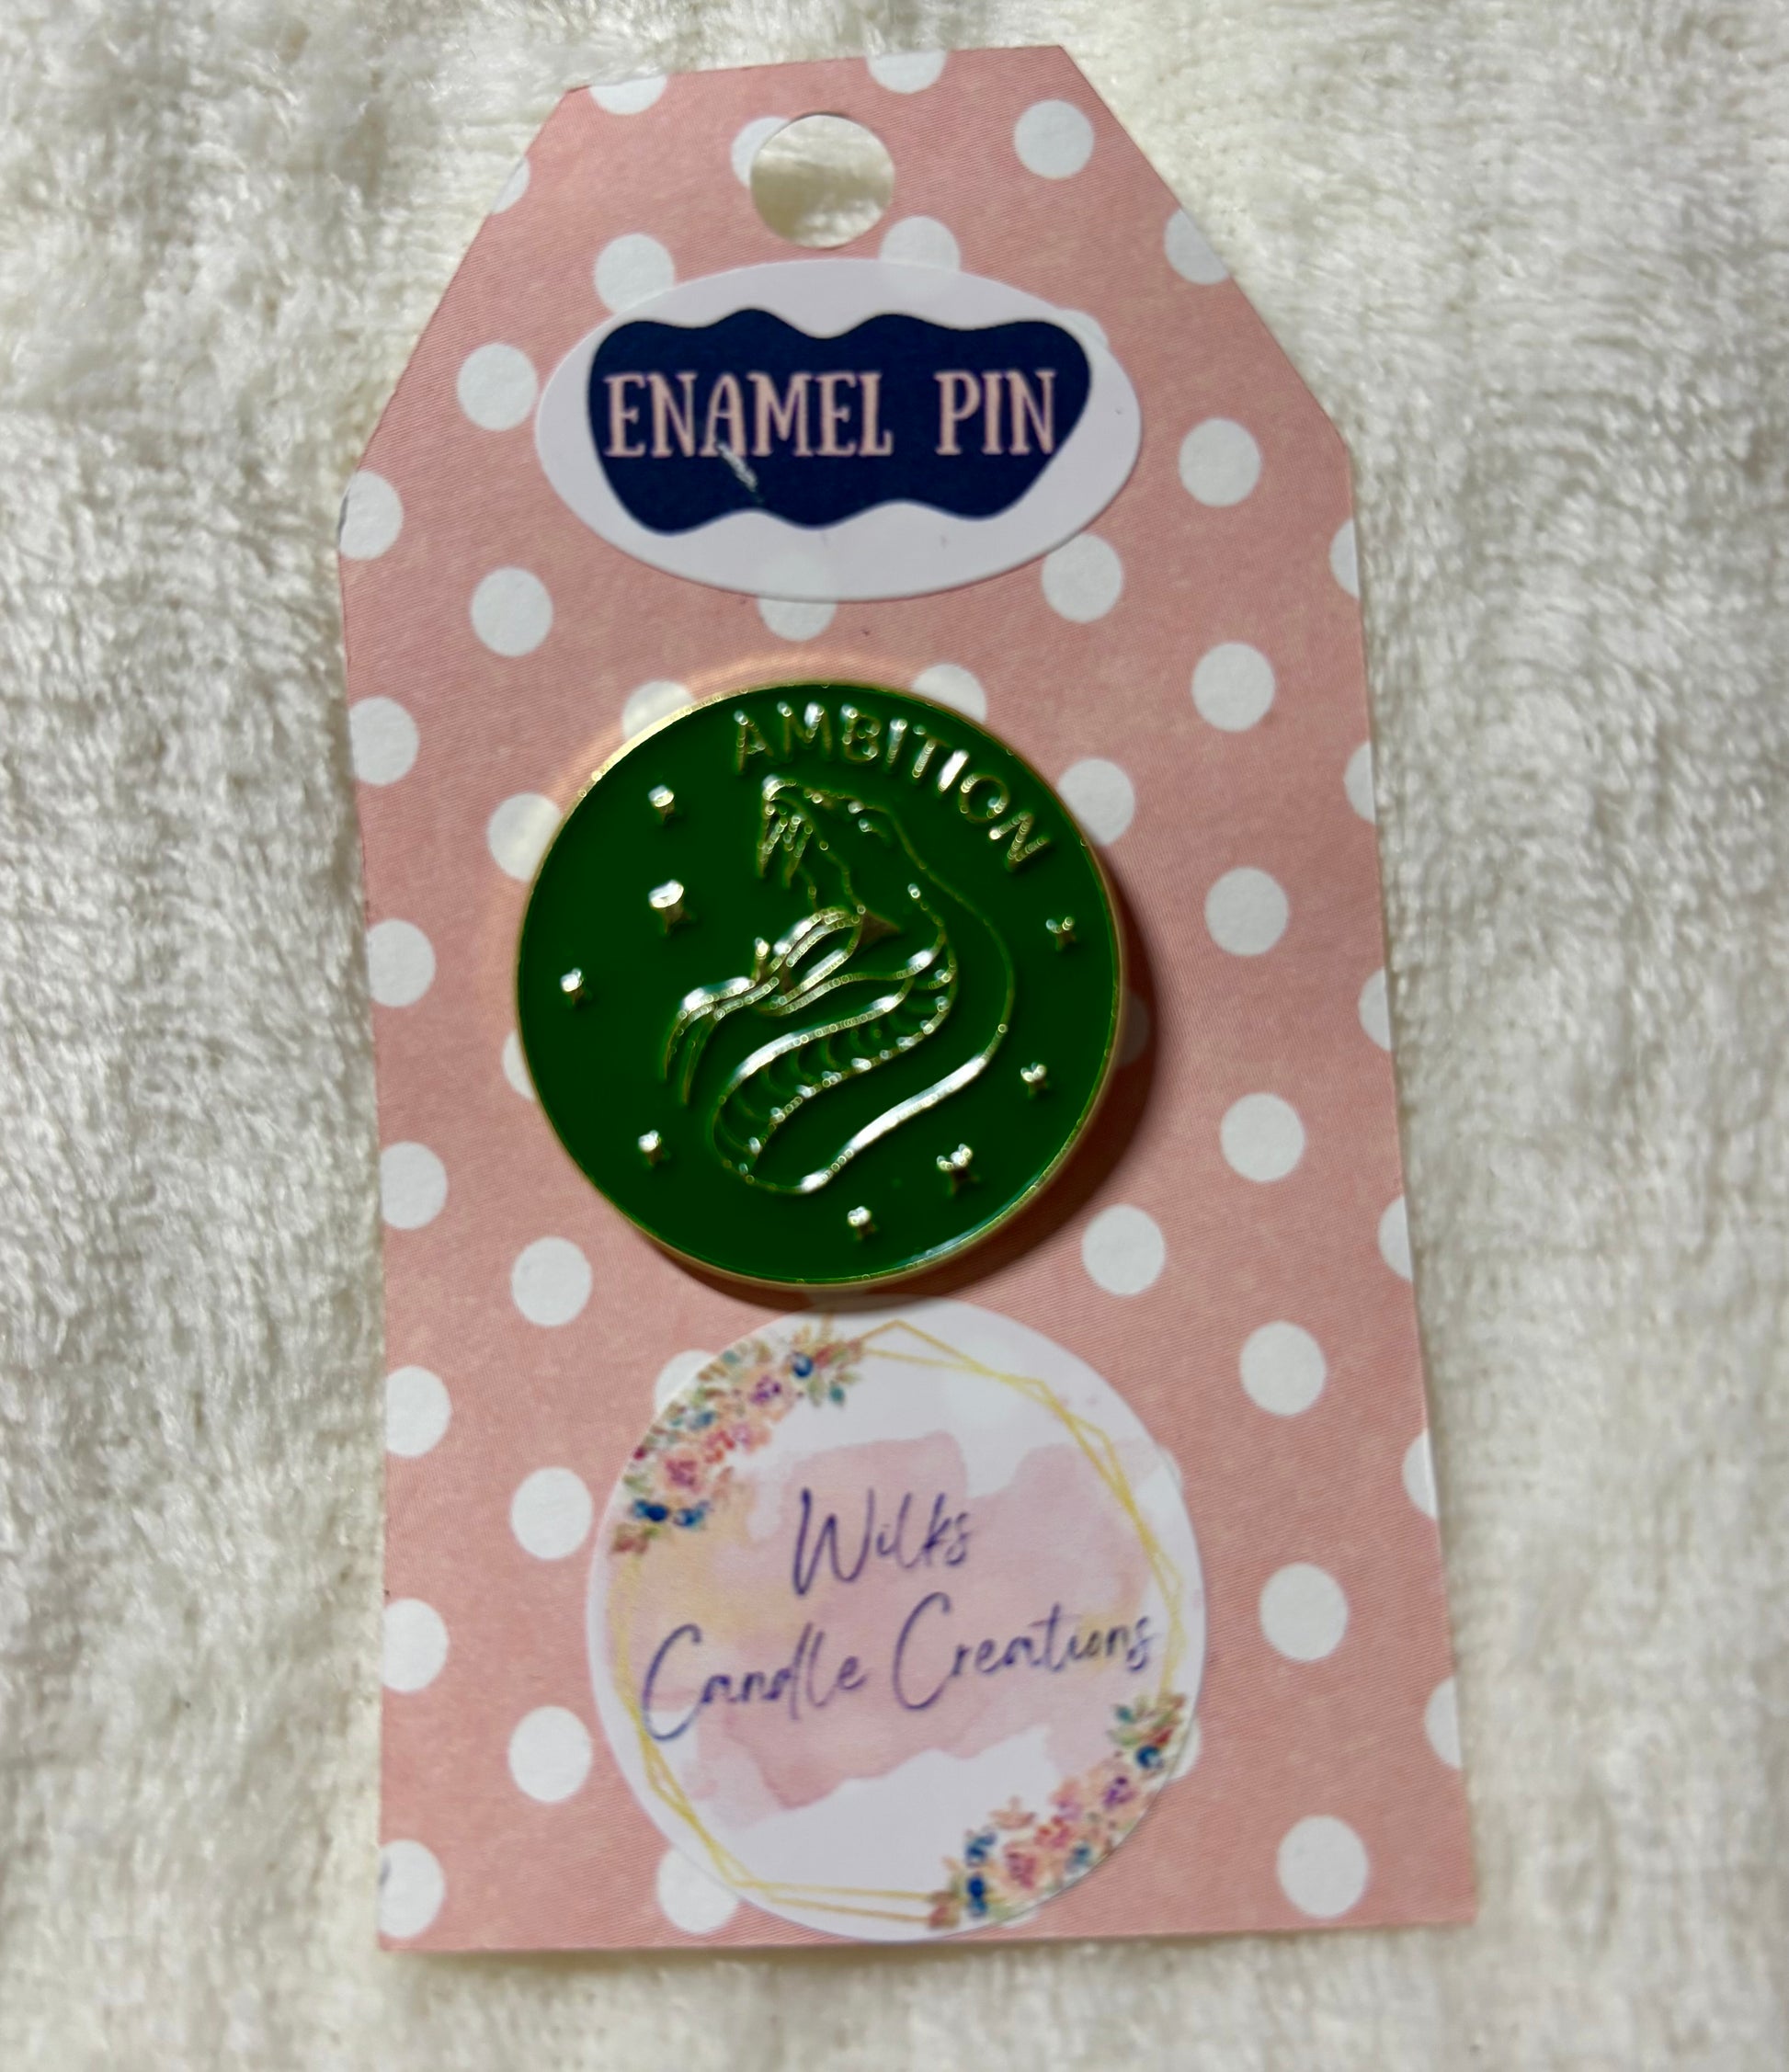 ENAMEL PIN
AMBITION
Wilks
Candle Creations